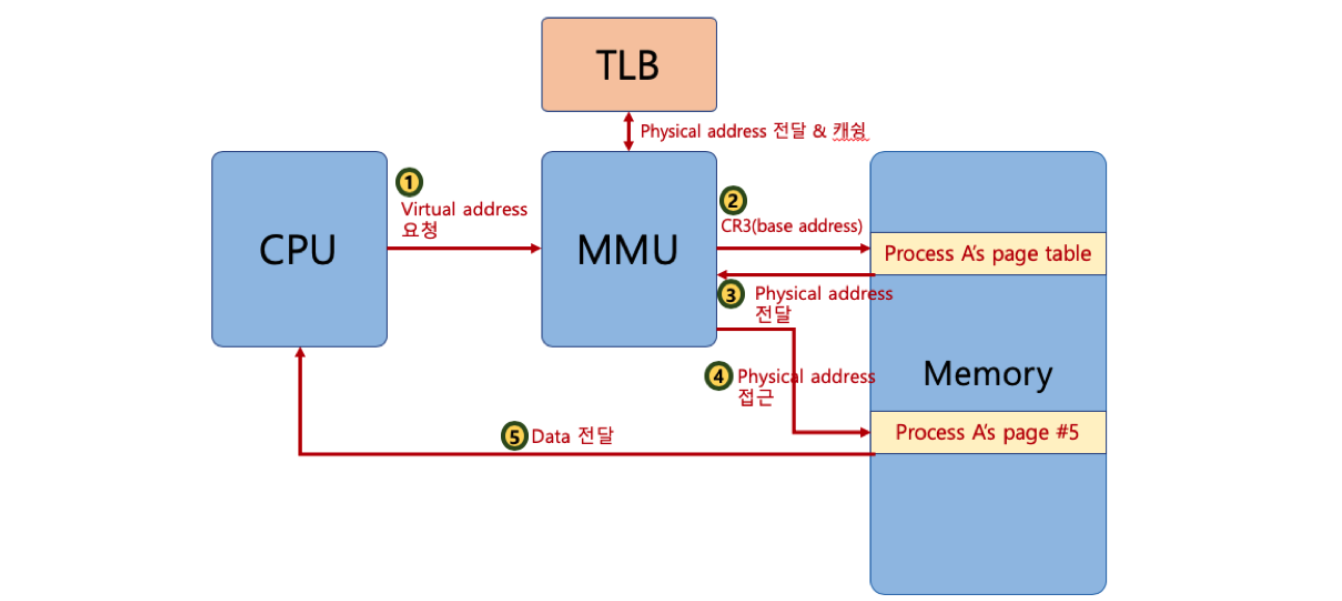 TLB
Physical address 전달 & 캐슁
1
Virtual address
요청
CPU
MMU
2
CR3(base address)
Process A's page table
3 Physical address
전달
Memory
4 Physical address
접근
Process A's page #5
5 Data 전달